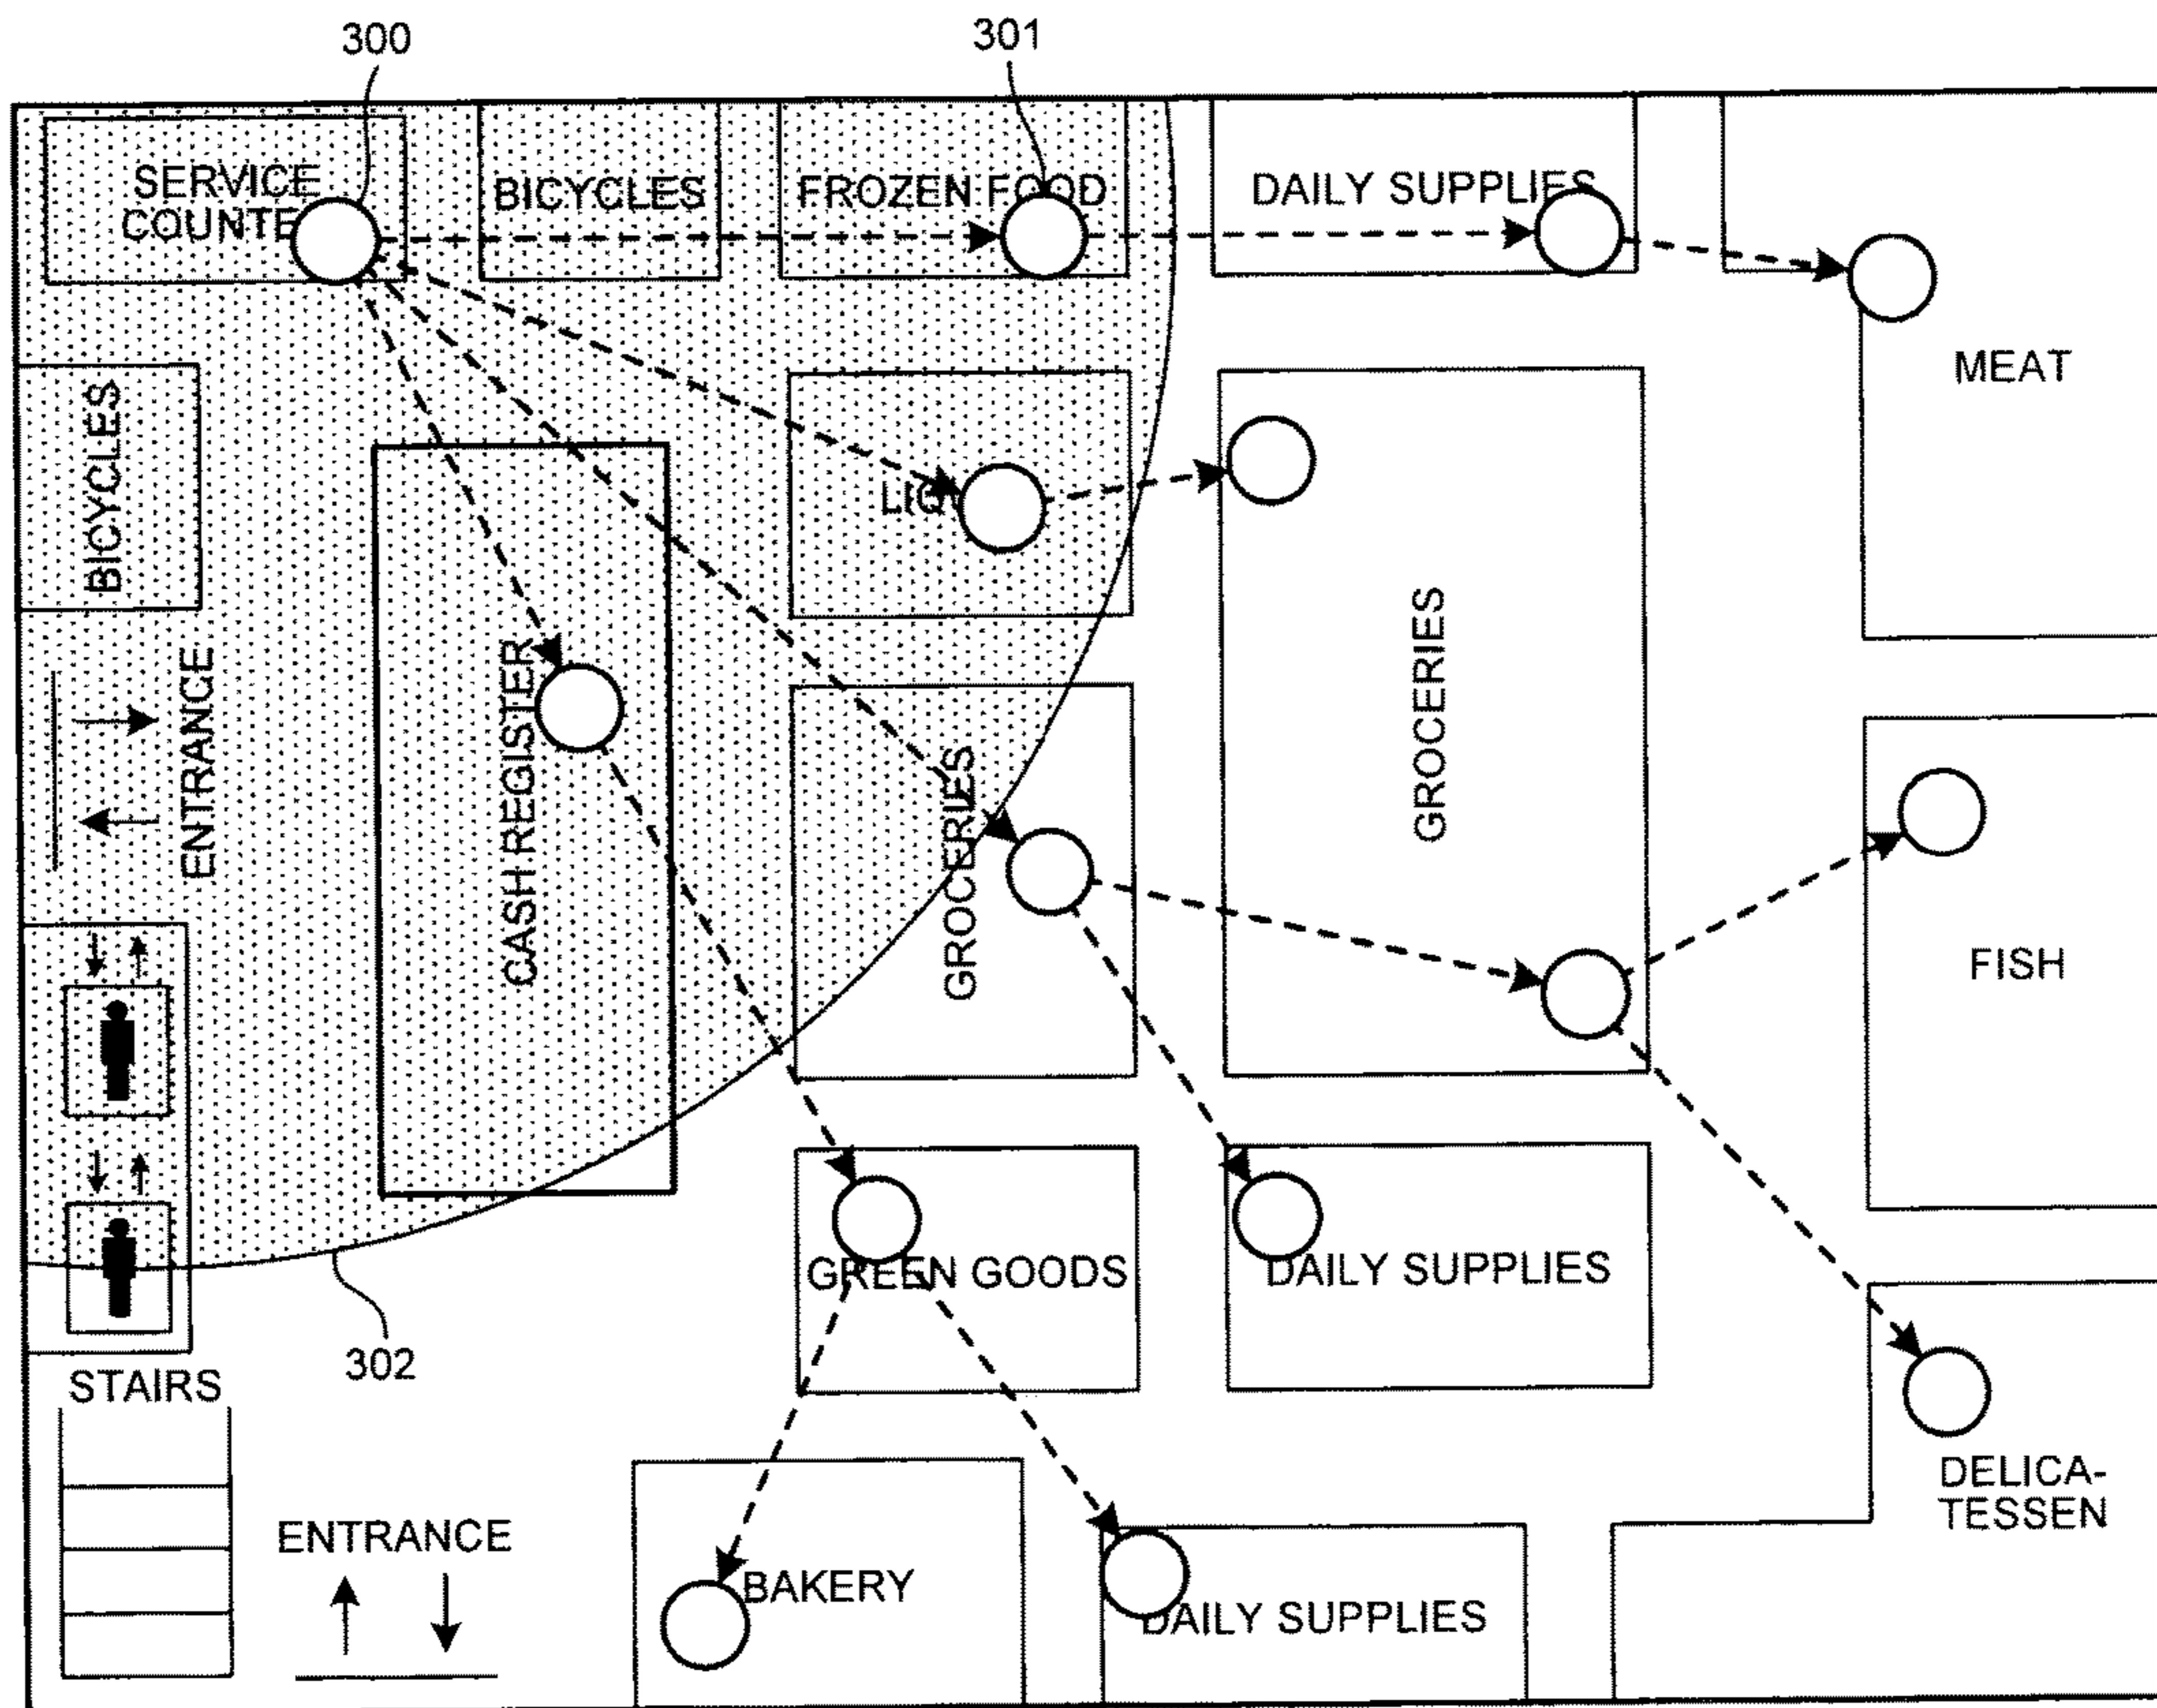 300
301
SERVICE
COUNTE
BICYCLES
FROZEN FOOD
DAILY SUPPLIES
MEAT
BICYCLES
LIQ
GROCERIES
ENTRANCE
CASH REGISTER
GROCERIES
FISH
GREEN GOODS
DAILY SUPPLIES
302
STAIRS
DELICA-
TESSEN
ENTRANCE
BAKERY
DAILY SUPPLIES